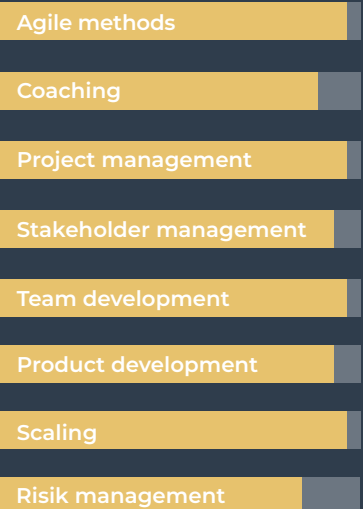 Agile methods
Coaching
Project management
Stakeholder management
Team development
Product development
Scaling
Risik management